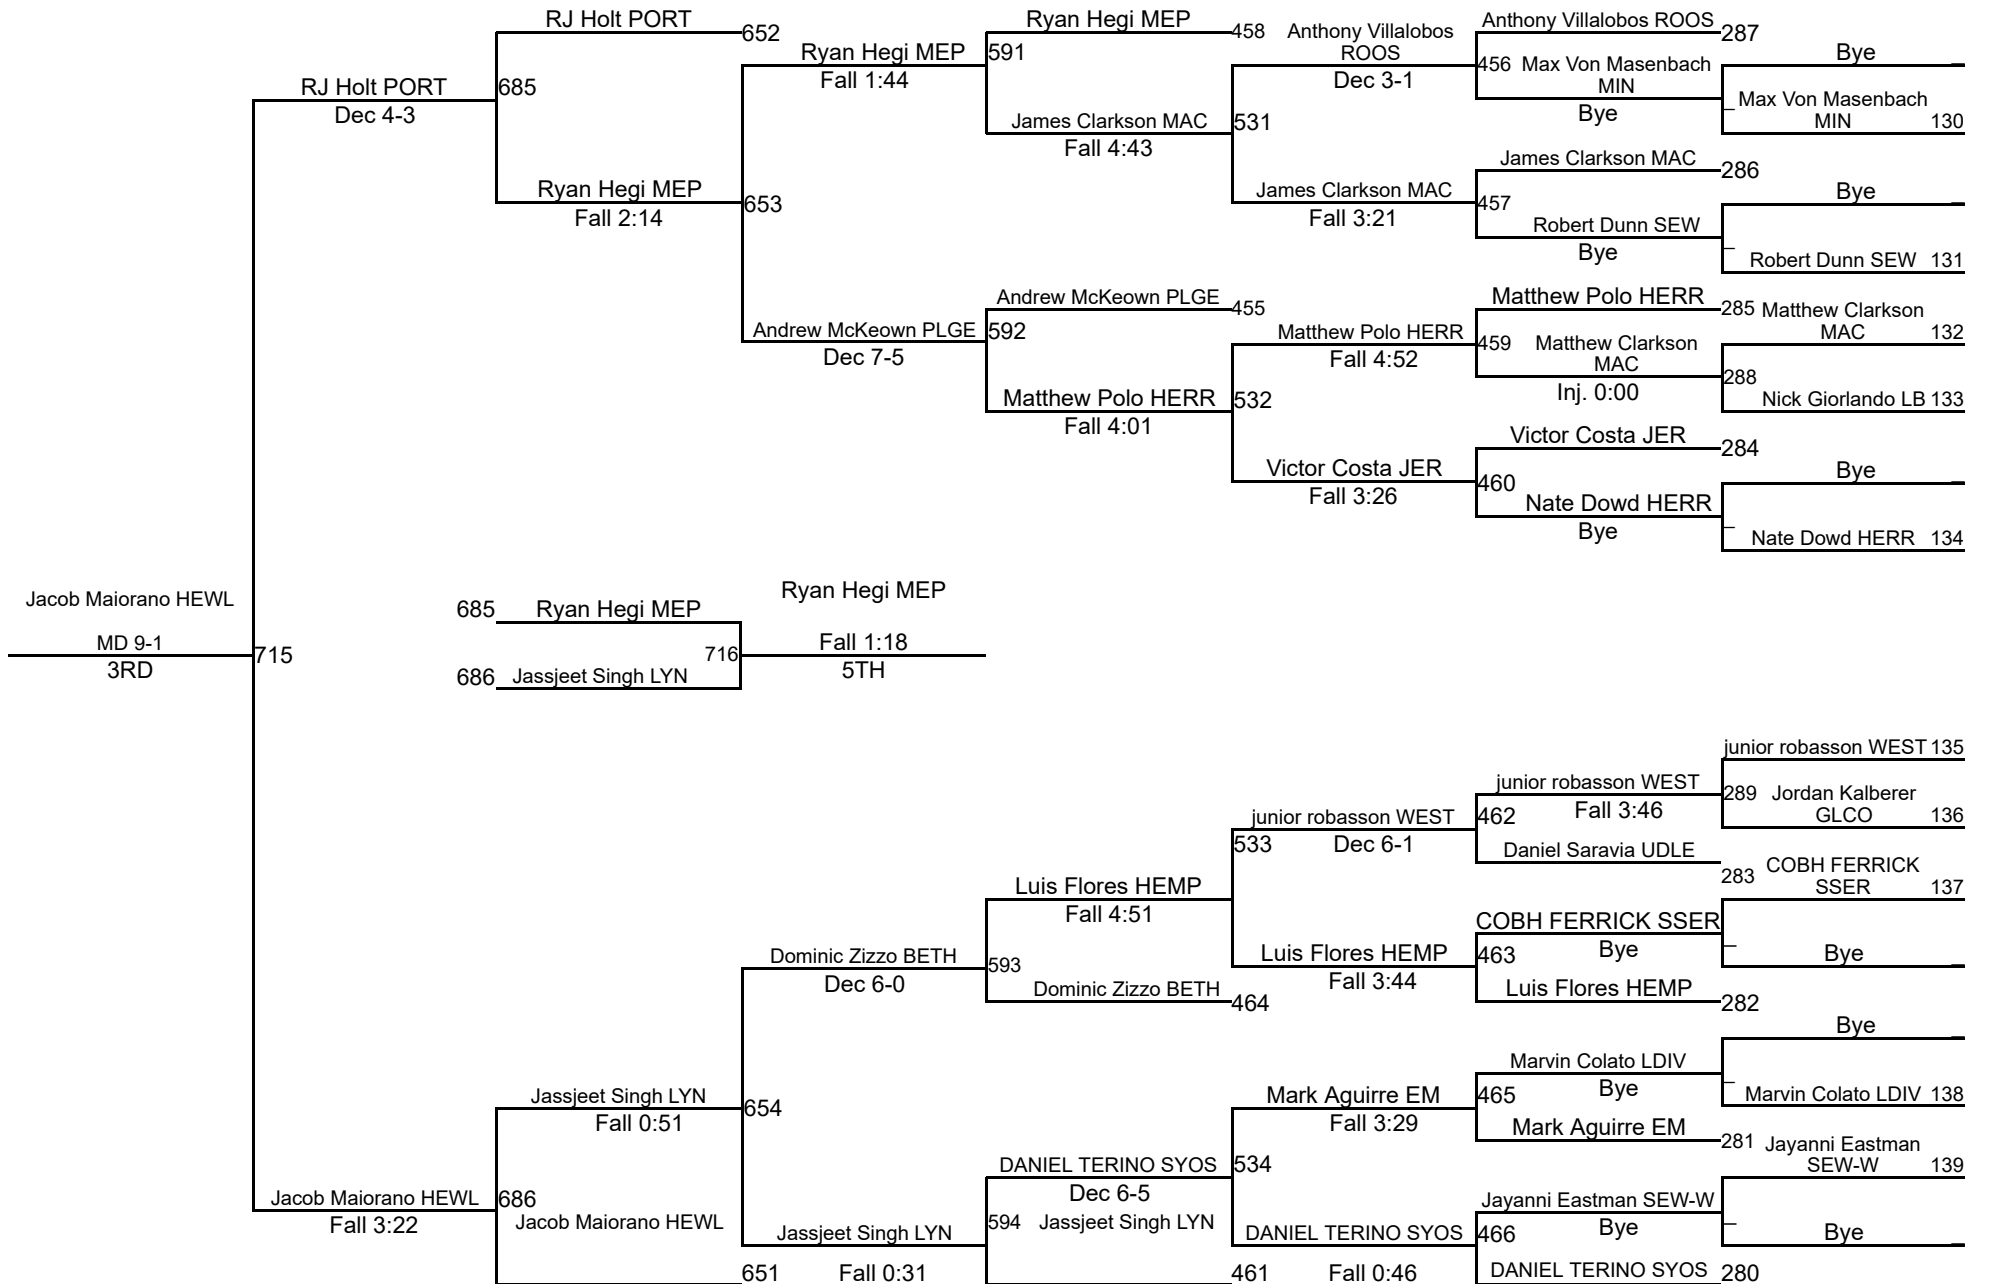 RJ Holt PORT
652
Ryan Hegi MEP
Fall 1:44
Ryan Hegi MEP
458
591
Anthony Villalobos
ROOS
Dec 3-1
Anthony Villalobos ROOS
287
456
Max Von Masenbach
MIN
Bye
Bye
_
_
Max Von Masenbach
MIN
130
RJ Holt PORT
Dec 4-3
685
James Clarkson MAC
Fall 4:43
531
James Clarkson MAC
286
Bye
_
Ryan Hegi MEP
Fall 2:14
653
James Clarkson MAC
Fall 3:21
457
Robert Dunn SEW
Bye
_
Robert Dunn SEW
131
Andrew McKeown PLGE
455
Matthew Polo HERR
285
Matthew Clarkson
MAC
132
Andrew McKeown PLGE
Dec 7-5
592
Matthew Polo HERR
Fall 4:52
459
Matthew Clarkson
MAC
Inj. 0:00
288
Nick Giorlando LB
133
Matthew Polo HERR
Fall 4:01
532
Victor Costa JER
284
Bye
_
Victor Costa JER
Fall 3:26
460
Nate Dowd HERR
Bye
_
Nate Dowd HERR
134
Jacob Maiorano HEWL
MD 9-1
3RD
715
685
Ryan Hegi MEP
716
686
Jassjeet Singh LYN
Ryan Hegi MEP
Fall 1:18
5TH
junior robasson WEST
135
junior robasson WEST
Fall 3:46
289
Jordan Kalberer
GLCO
136
junior robasson WEST
Dec 6-1
462
Daniel Saravia UDLE
283
533
COBH FERRICK
SSER
137
Luis Flores HEMP
Fall 4:51
COBH FERRICK SSER
Bye
_
Bye
_
Luis Flores HEMP
Fall 3:44
463
Luis Flores HEMP
282
Dominic Zizzo BETH
Dec 6-0
593
Dominic Zizzo BETH
464
Bye
_
Marvin Colato LDIV
Bye
_
Marvin Colato LDIV
138
Jassjeet Singh LYN
Fall 0:51
654
Mark Aguirre EM
Fall 3:29
465
Mark Aguirre EM
281
Jayanni Eastman
SEW-W
139
DANIEL TERINO SYOS
Dec 6-5
534
Jacob Maiorano HEWL
Fall 3:22
686
Jacob Maiorano HEWL
651
Jassjeet Singh LYN
Fall 0:31
594
Jassjeet Singh LYN
461
DANIEL TERINO SYOS
Fall 0:46
Jayanni Eastman SEW-W
Bye
466
DANIEL TERINO SYOS
280
_
Bye
_